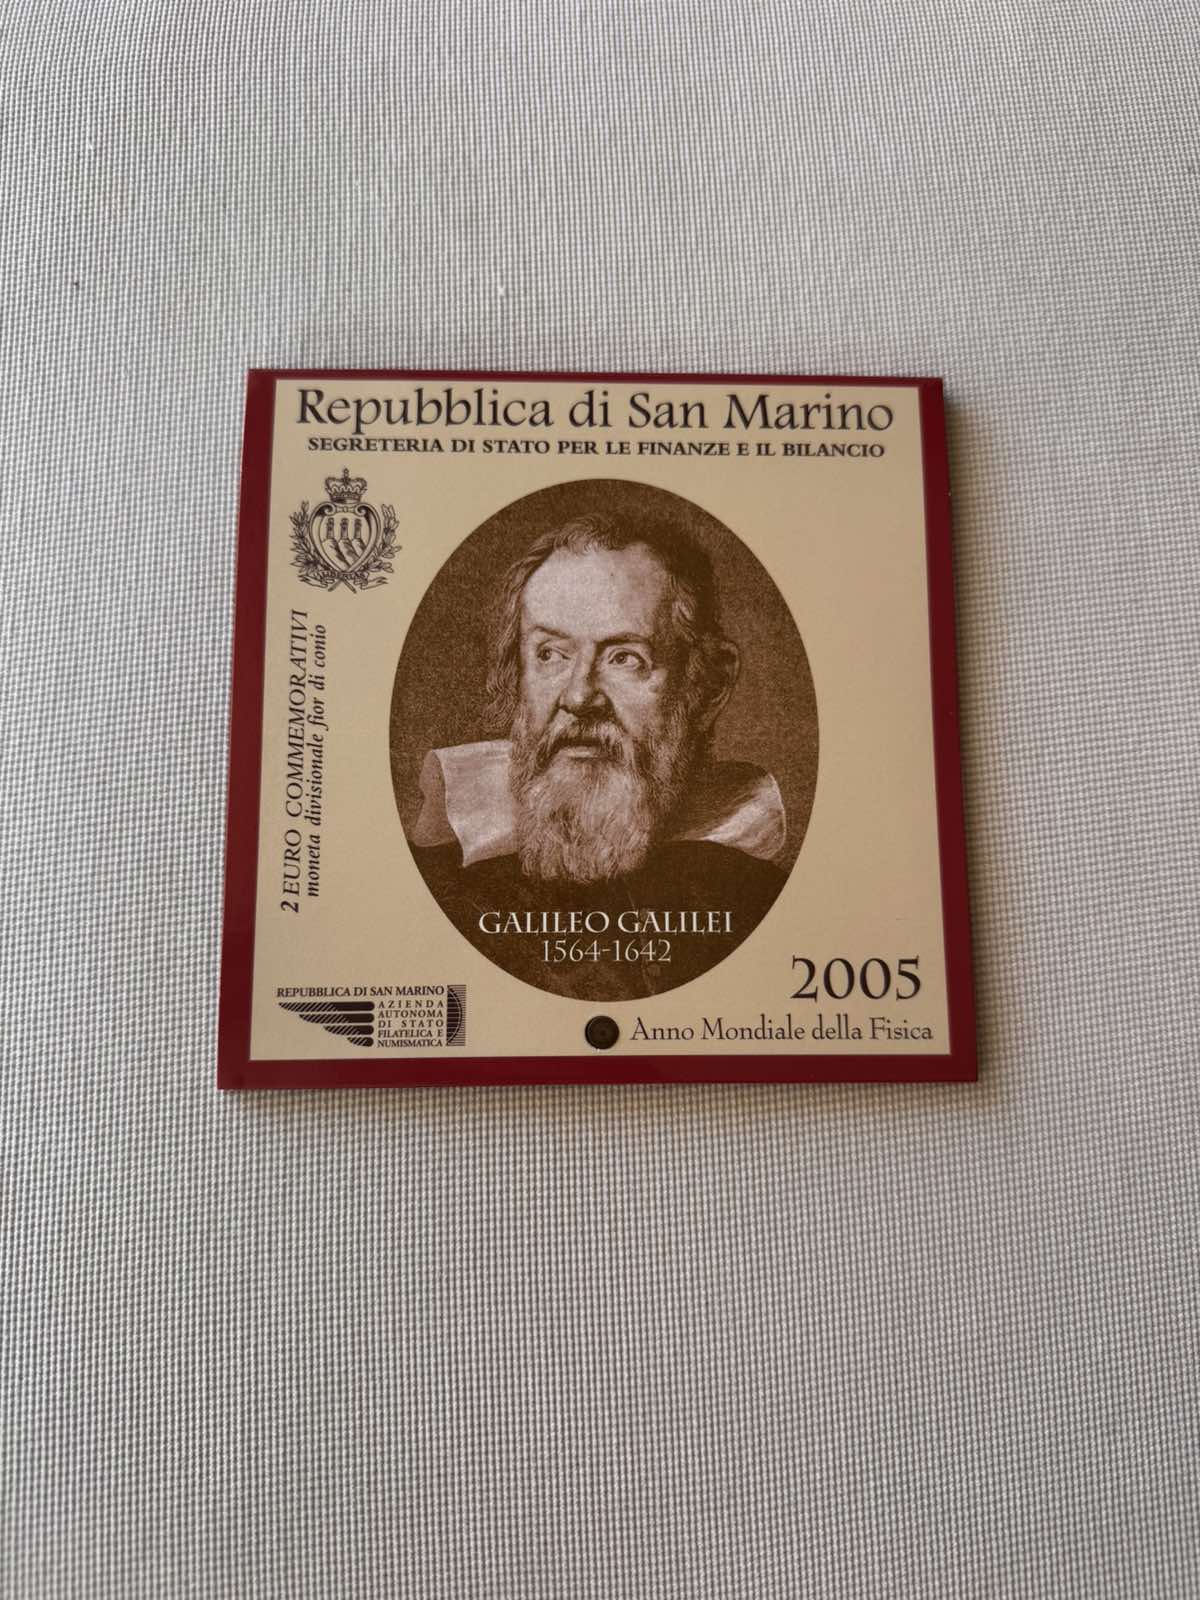 Repubblica di San Marino
SEGRETERIA DI STATO PER LE FINANZE E IL BILANCIO
LIBERTAS
2 EURO COMMEMORATIVI
moneta divisionale fior di conio
GALILEO GALILEI
1564-1642
REPUBBLICA DI SAN MARINO
AZIENDA
AUTONOMA
DI STATO
FILATELICA E
NUMISMATICA
2005
Anno Mondiale della Fisica